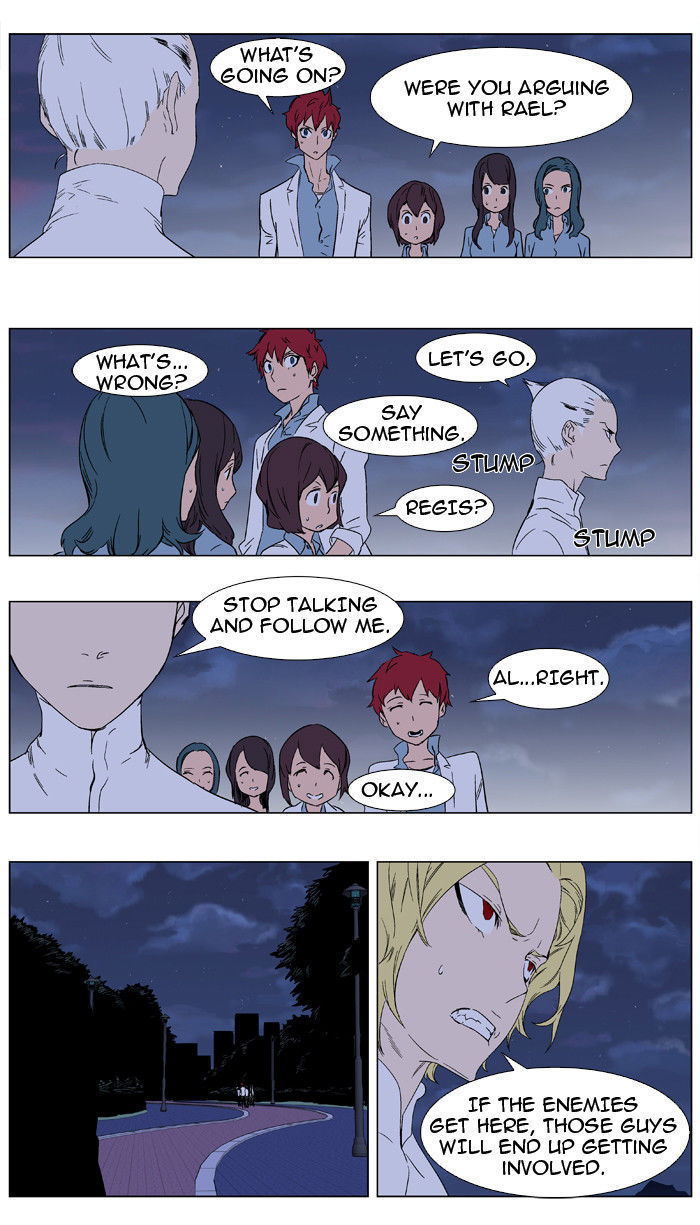 WHAT'S
GOING ON?
WERE YOU ARGUING
WITH RAEL?
WHAT'S...
WRONG?
LET'S GO.
SAY
SOMETHING.
STUMP
REGIS?
STUMP
STOP TALKING
AND FOLLOW ME.
AL...RIGHT.
OKAY...
IF THE ENEMIES
GET HERE, THOSE GUYS
WILL END UP GETTING
INVOLVED.